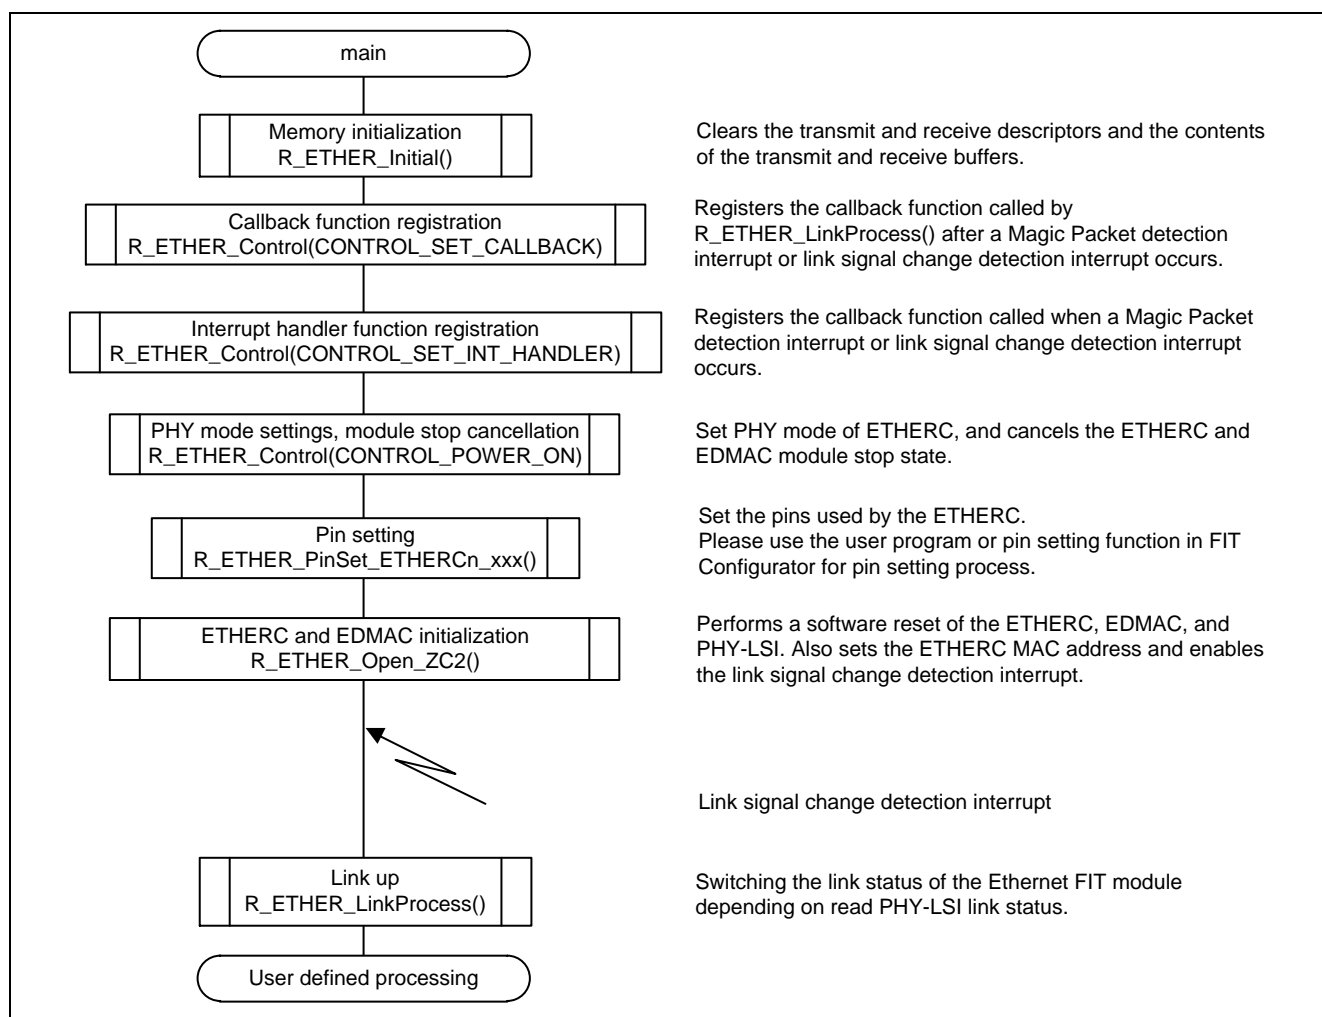 main
Memory initialization
R_ETHER_Initial()
Clears the transmit and receive descriptors and the contents
of the transmit and receive buffers.
Callback function registration
R_ETHER_Control(CONTROL_SET_CALLBACK)
Registers the callback function called by
R_ETHER_LinkProcess() after a Magic Packet detection
interrupt or link signal change detection interrupt occurs.
Interrupt handler function registration
R_ETHER_Control(CONTROL_SET_INT_HANDLER)
Registers the callback function called when a Magic Packet
detection interrupt or link signal change detection interrupt
occurs.
PHY mode settings, module stop cancellation
R_ETHER_Control(CONTROL_POWER_ON)
Set PHY mode of ETHERC, and cancels the ETHERC and
EDMAC module stop state.
Pin setting
R_ETHER_PinSet_ETHERCn_xxx()
Set the pins used by the ETHERC.
Please use the user program or pin setting function in FIT
Configurator for pin setting process.
ETHERC and EDMAC initialization
R_ETHER_Open_ZC2()
Performs a software reset of the ETHERC, EDMAC, and
PHY-LSI. Also sets the ETHERC MAC address and enables
the link signal change detection interrupt.
Link signal change detection interrupt
Link up
R_ETHER_LinkProcess()
Switching the link status of the Ethernet FIT module
depending on read PHY-LSI link status.
User defined processing